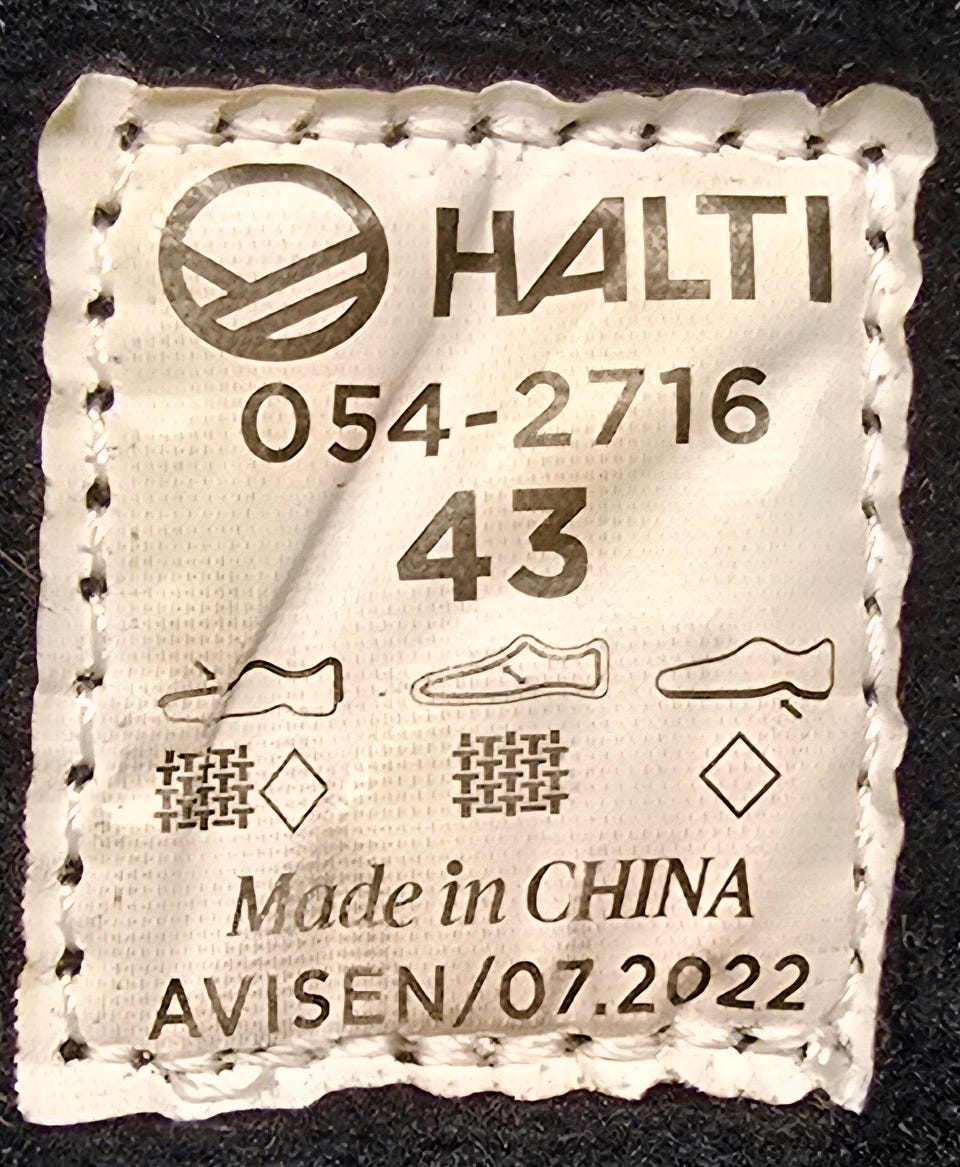 HALTI
054-2716
43
Made in CHINA
AVISEN/07.2022